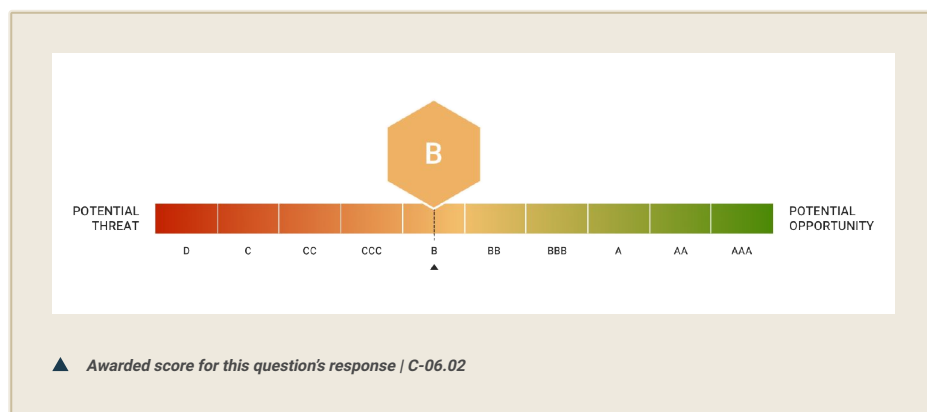 B
POTENTIAL
THREAT
POTENTIAL
OPPORTUNITY
D C CC CCC B BB BBB A AA AAA
Awarded score for this question's response | C-06.02